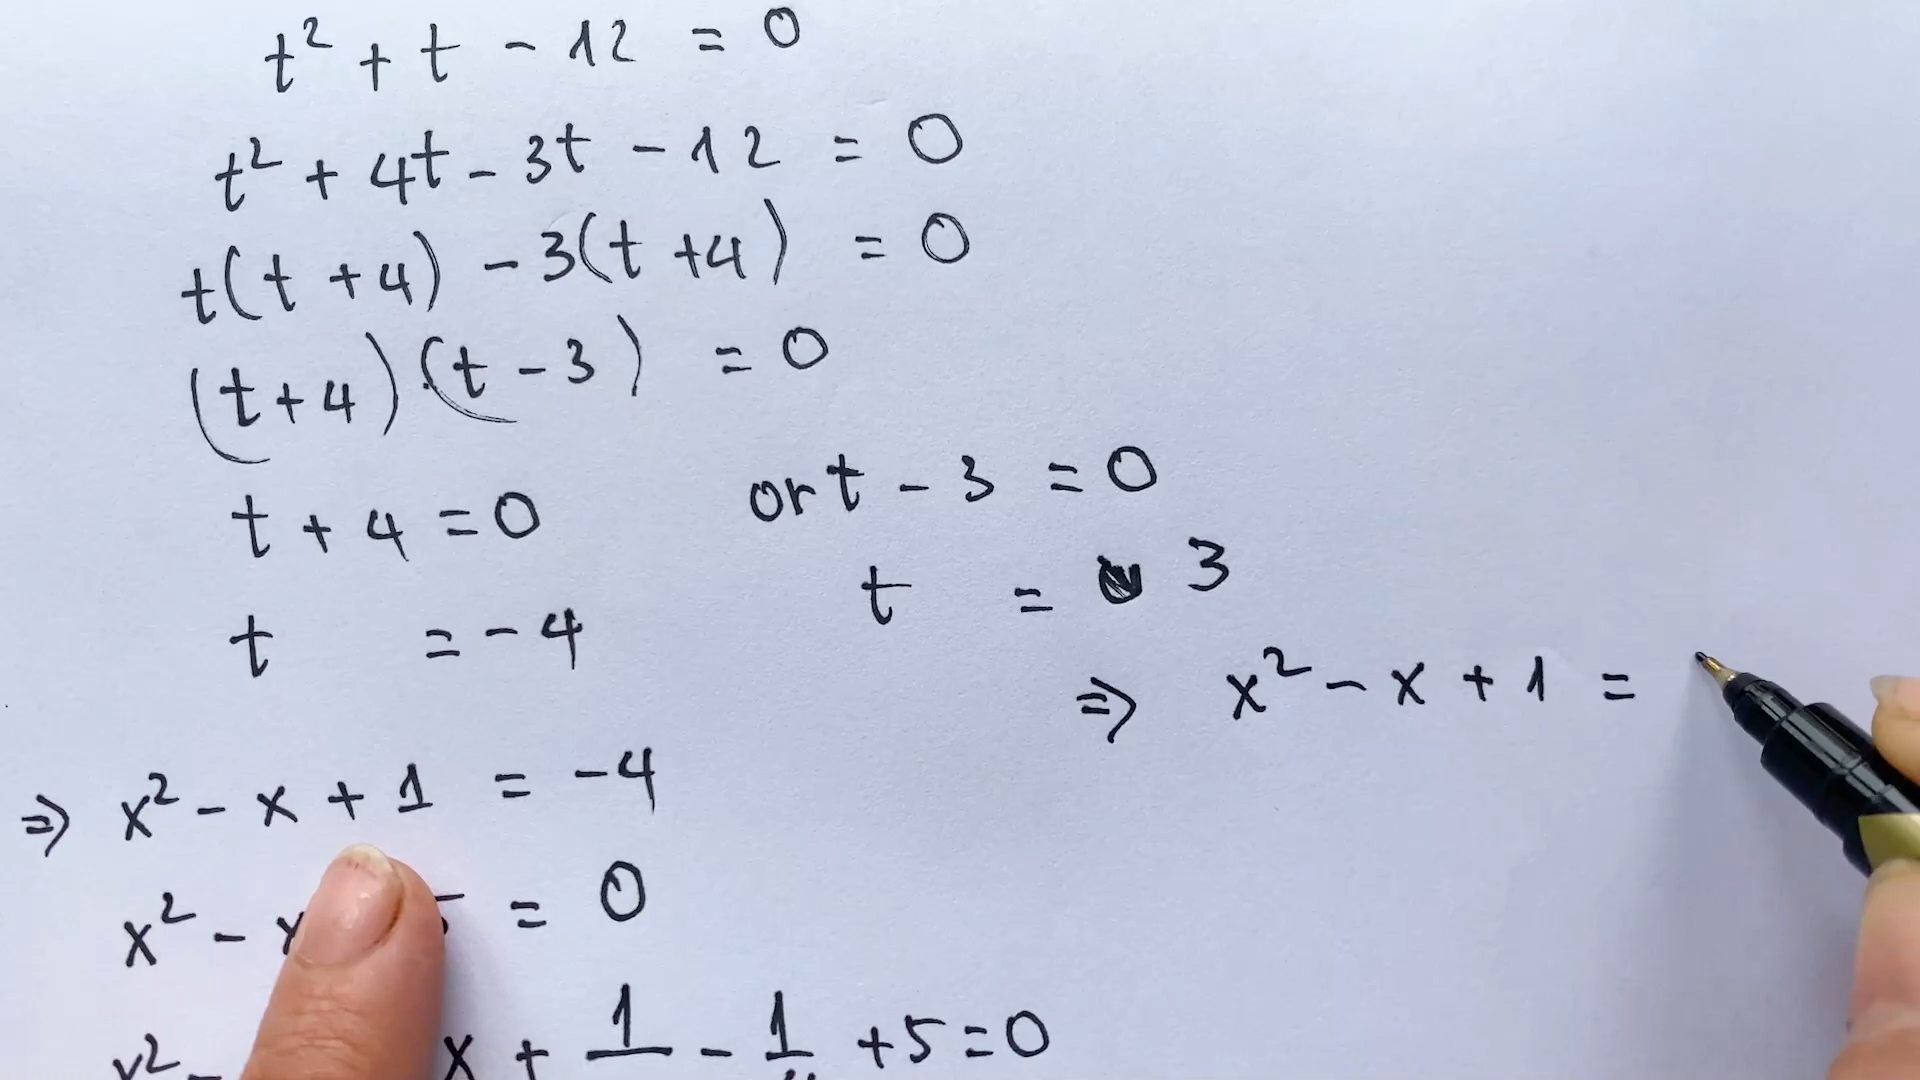 t² + t - 12 = 0
t² + 4t - 3t - 12 = 0
t(t + 4) - 3(t + 4) = 0
(t + 4)(t - 3) = 0
t + 4 = 0 or t - 3 = 0
t = -4 t = 3
⇒ x² - x + 1 =
⇒ x² - x + 1 = -4
x² - x = 0
x² - x + 1 - 1 + 5 = 0